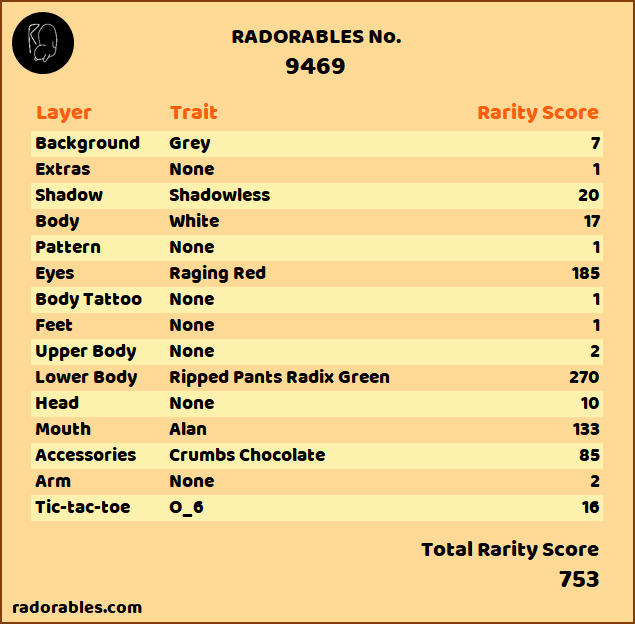 RADORABLES No.
9469
Layer Trait Rarity Score
Background Grey 7
Extras None 1
Shadow Shadowless 20
Body White 17
Pattern None 1
Eyes Raging Red 185
Body Tattoo None 1
Feet None 1
Upper Body None 2
Lower Body Ripped Pants Radix Green 270
Head None 10
Mouth Alan 133
Accessories Crumbs Chocolate 85
Arm None 2
Tic-tac-toe O_6 16
Total Rarity Score
753
radorables.com